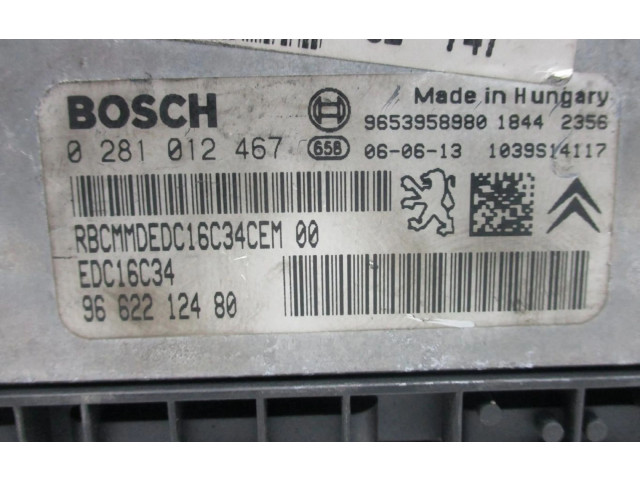 BOSCH
Made in Hungary
9653958980 1844 2356
0 281 012 467 658 06-06-13 1039S14117
RBCMMDEDC16C34CEM 00
EDC16C34
96 622 124 80